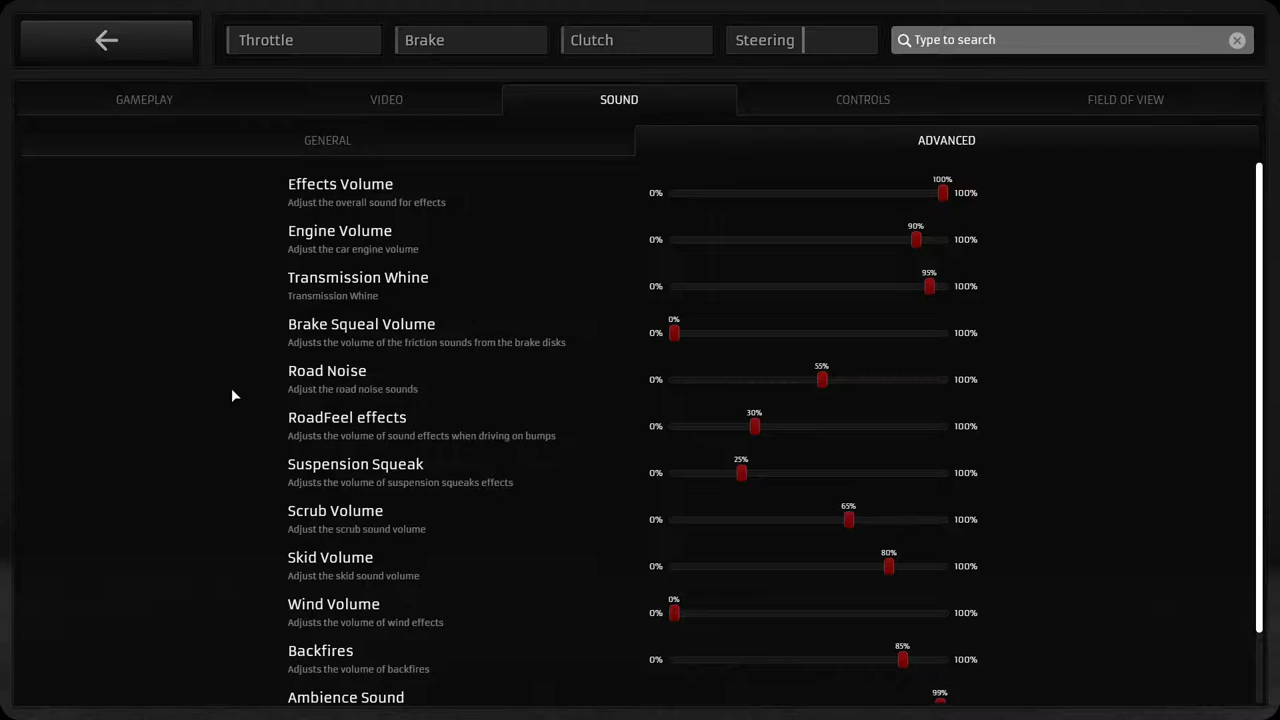 Throttle
Brake
Clutch
Steering
Type to search
GAMEPLAY
VIDEO
SOUND
CONTROLS
FIELD OF VIEW
GENERAL
ADVANCED
Effects Volume
Adjust the overall sound for effects
0%
100%
100%
Engine Volume
Adjust the car engine volume
0%
90%
100%
Transmission Whine
Transmission Whine
0%
95%
100%
Brake Squeal Volume
Adjusts the volume of the friction sounds from the brake disks
0%
0%
100%
Road Noise
Adjust the road noise sounds
0%
55%
100%
RoadFeel effects
Adjusts the volume of sound effects when driving on bumps
0%
30%
100%
Suspension Squeak
Adjusts the volume of suspension squeaks effects
0%
25%
100%
Scrub Volume
Adjust the scrub sound volume
0%
65%
100%
Skid Volume
Adjust the skid sound volume
0%
80%
100%
Wind Volume
Adjusts the volume of wind effects
0%
0%
100%
Backfires
Adjusts the volume of backfires
0%
85%
100%
Ambience Sound
99%